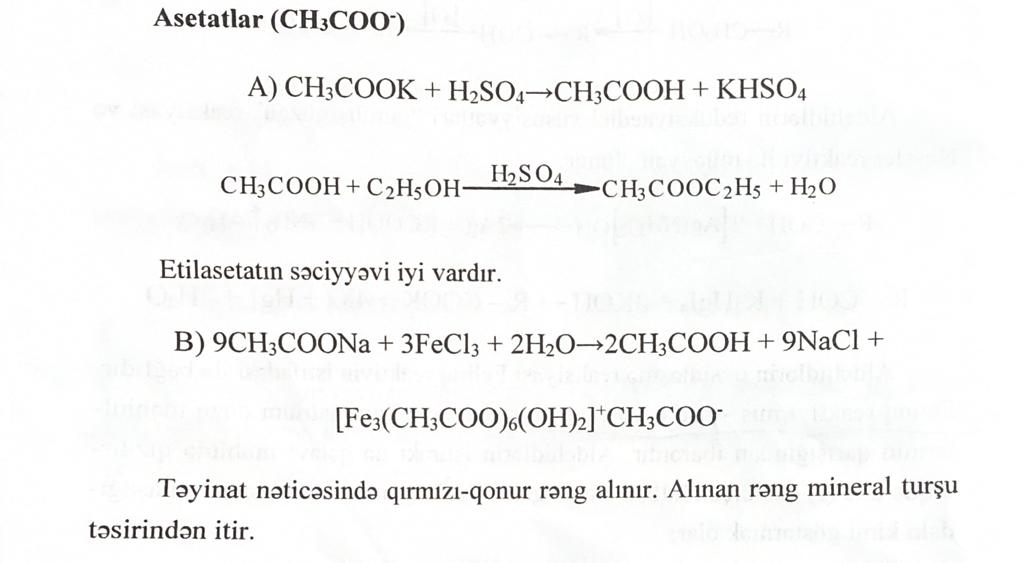 Asetatlar (CH₃COO⁻)
A) CH₃COOK + H₂SO₄→CH₃COOH + KHSO₄
H₂SO₄
CH₃COOH + C₂H₅OH→CH₃COOC₂H₅ + H₂O
Etilasetatın səciyyəvi iyi vardır.
B) 9CH₃COONa + 3FeCl₃ + 2H₂O→2CH₃COOH + 9NaCl +
[Fe₃(CH₃COO)₆(OH)₂]⁺CH₃COO⁻
Təyinat nəticəsində qırmızı-qonur rəng alınır. Alınan rəng mineral turşu
təsirindən itir.